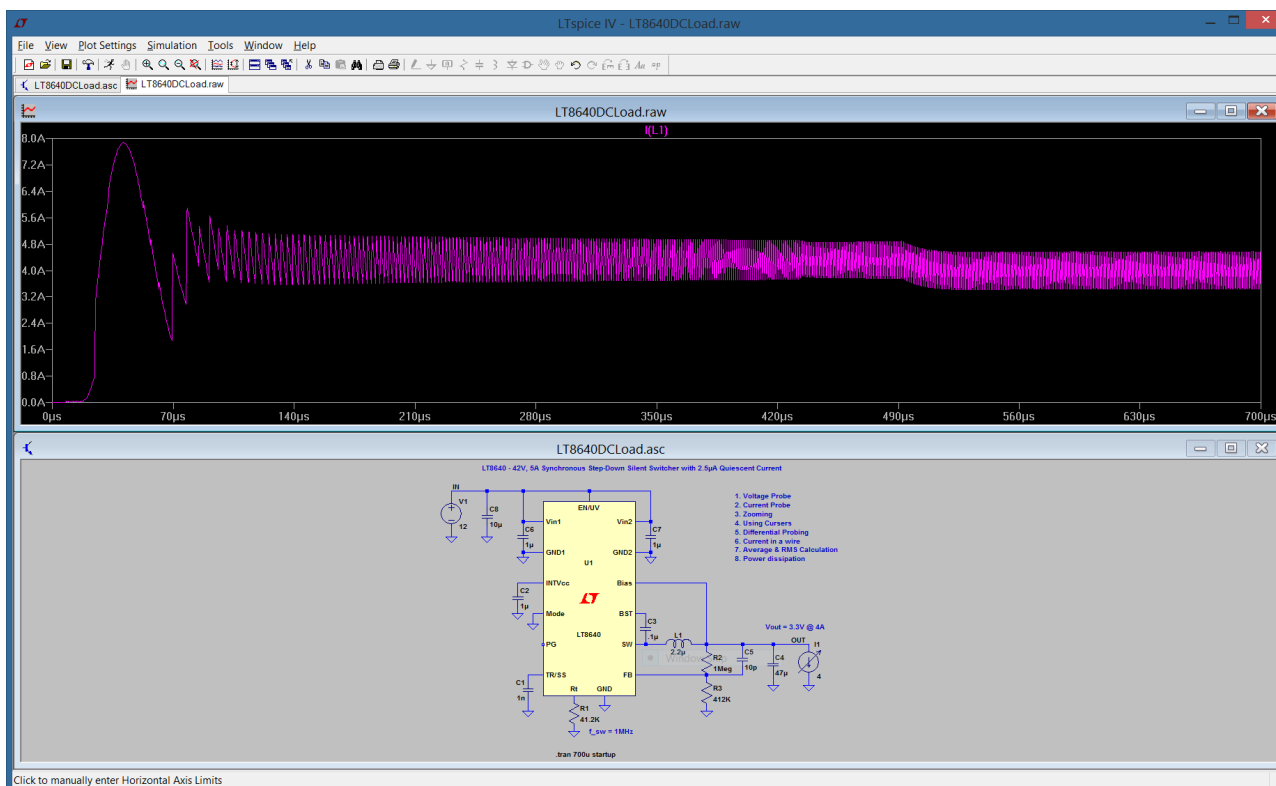 LTspice IV - LT8640DCLoad.raw
File View Plot Settings Simulation Tools Window Help
LT8640DCLoad.asc LT8640DCLoad.raw
LT8640DCLoad.raw
I(L1)
8.0A
7.2A
6.4A
5.6A
4.8A
4.0A
3.2A
2.4A
1.6A
0.8A
0.0A
0µs 70µs 140µs 210µs 280µs 350µs 420µs 490µs 560µs 630µs 700µs
LT8640DCLoad.asc
LT8640 - 42V, 5A Synchronous Step-Down Silent Switcher with 2.5µA Quiescent Current
IN
V1
12
C8
10µ
C6
1µ
EN/UV
Vin1
Vin2
GND1
GND2
C7
1µ
U1
INTVcc
Bias
C2
1µ
Mode
BST
LT8640
C3
.1µ
PG
SW
L1
2.2µ
TR/SS
FB
C1
1n
Rt
GND
R1
41.2K
f_sw = 1MHz
R2
1Meg
R3
412K
C5
10p
C4
47µ
Vout = 3.3V @ 4A
OUT
I1
4
1. Voltage Probe
2. Current Probe
3. Zooming
4. Using Cursers
5. Differential Probing
6. Current in a wire
7. Average & RMS Calculation
8. Power dissipation
.tran 700u startup
Click to manually enter Horizontal Axis Limits